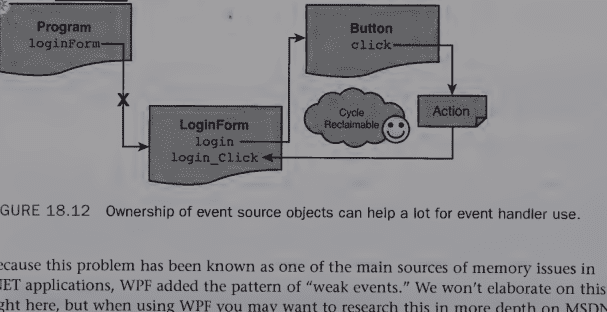 Program
loginForm
Button
click
X
LoginForm
login
login_Click
Cycle
Reclaimable
Action
GURE 18.12 Ownership of event source objects can help a lot for event handler use.
ecause this problem has been known as one of the main sources of memory issues in
NET applications, WPF added the pattern of “weak events.” We won’t elaborate on this
ght here, but when using WPF you may want to research this in more depth on MSDN